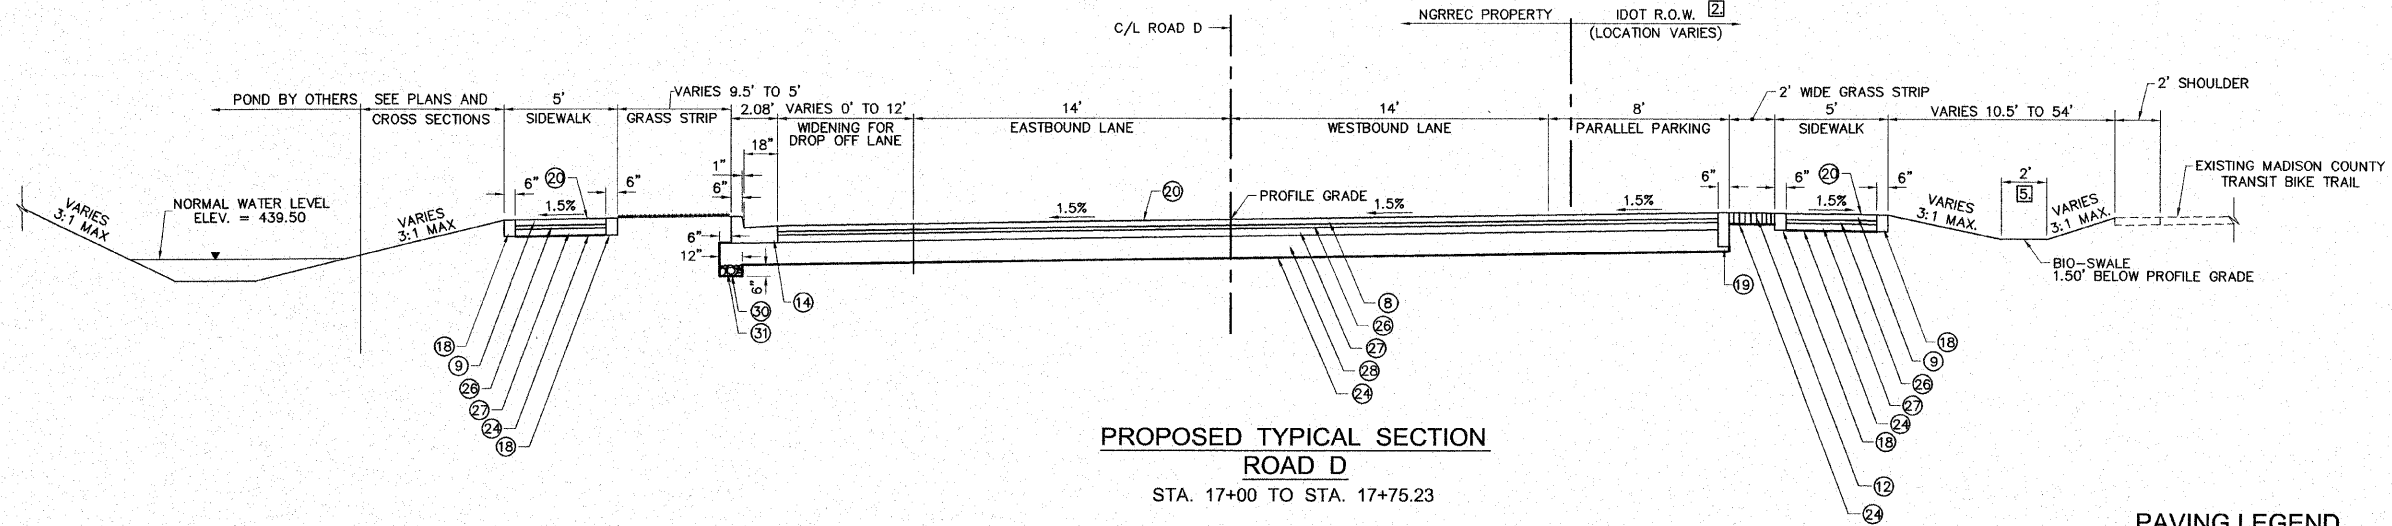 C/L ROAD D
NGRREC PROPERTY
IDOT R.O.W. 2.
(LOCATION VARIES)
POND BY OTHERS
SEE PLANS AND
CROSS SECTIONS
5'
SIDEWALK
VARIES 9.5' TO 5'
GRASS STRIP
2.08'
VARIES 0' TO 12'
WIDENING FOR
DROP OFF LANE
14'
EASTBOUND LANE
14'
WESTBOUND LANE
8'
PARALLEL PARKING
2' WIDE GRASS STRIP
5'
SIDEWALK
VARIES 10.5' TO 54'
2' SHOULDER
18"
1"
6"
20
6"
6"
1.5%
20
1.5%
PROFILE GRADE
1.5%
1.5%
6"
6"
20
1.5%
6"
2'
5.
EXISTING MADISON COUNTY
TRANSIT BIKE TRAIL
VARIES
3:1 MAX
NORMAL WATER LEVEL
ELEV. = 439.50
VARIES
3:1 MAX
VARIES
3:1 MAX.
VARIES
3:1 MAX.
6"
12"
6"
BIO-SWALE
1.50' BELOW PROFILE GRADE
14
30
31
8
26
27
28
24
19
18
9
26
27
24
18
18
9
26
27
24
18
12
24
PROPOSED TYPICAL SECTION
ROAD D
STA. 17+00 TO STA. 17+75.23
PAVING LEGEND